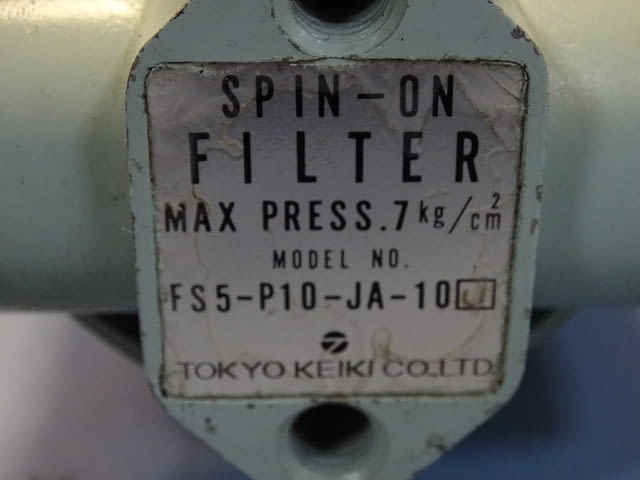 SPIN-ON
FILTER
MAX PRESS.7kg/cm²
MODEL NO.
FS5-P10-JA-10 J
TOKYO KEIKI CO.,LTD.